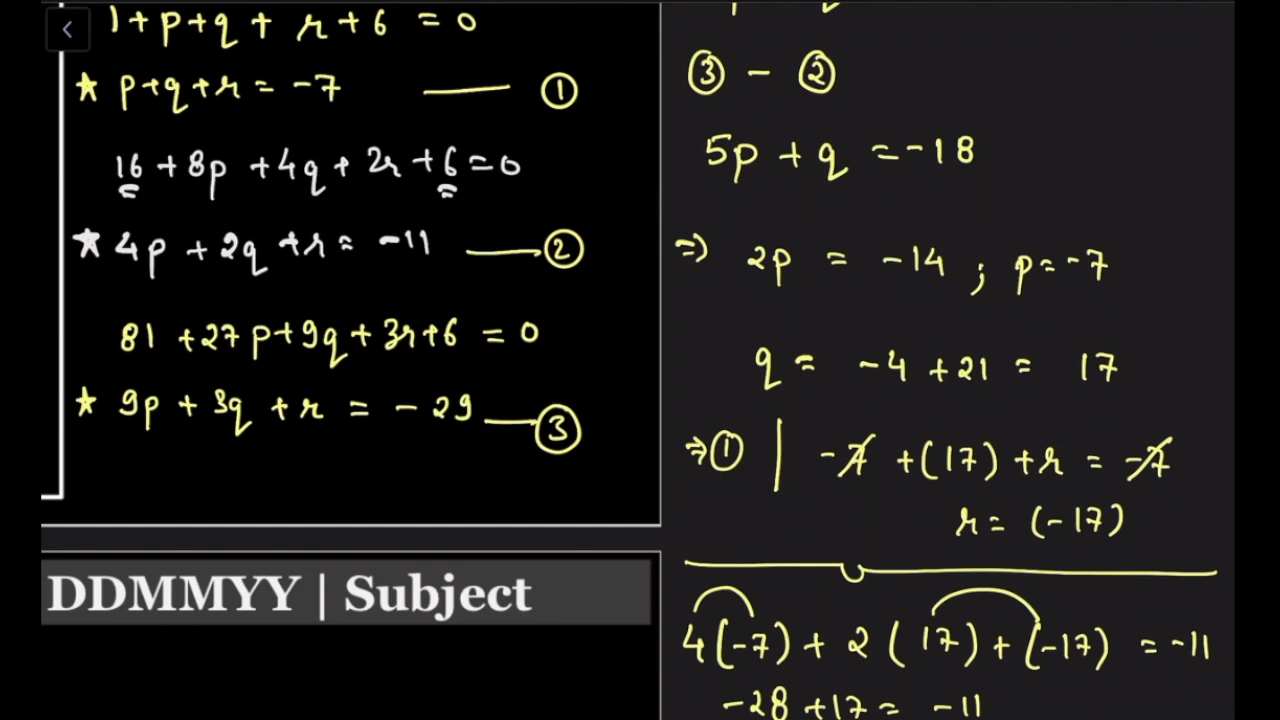 1+p+q+r+6 = 0
★ p+q+r = -7 —— ①
16+8p+4q+2r+6=0
★ 4p+2q+r = -11 —— ②
81+27p+9q+3r+6 = 0
★ 9p+3q+r = -29 —— ③
DDMMYY | Subject
③ - ②
5p+q = -18
⇒ 2p = -14 ; p=-7
q = -4+21 = 17
⇒① | -7+(17)+r = -7
r = (-17)
4(-7)+2(17)+(-17) = -11
-28+17= -11